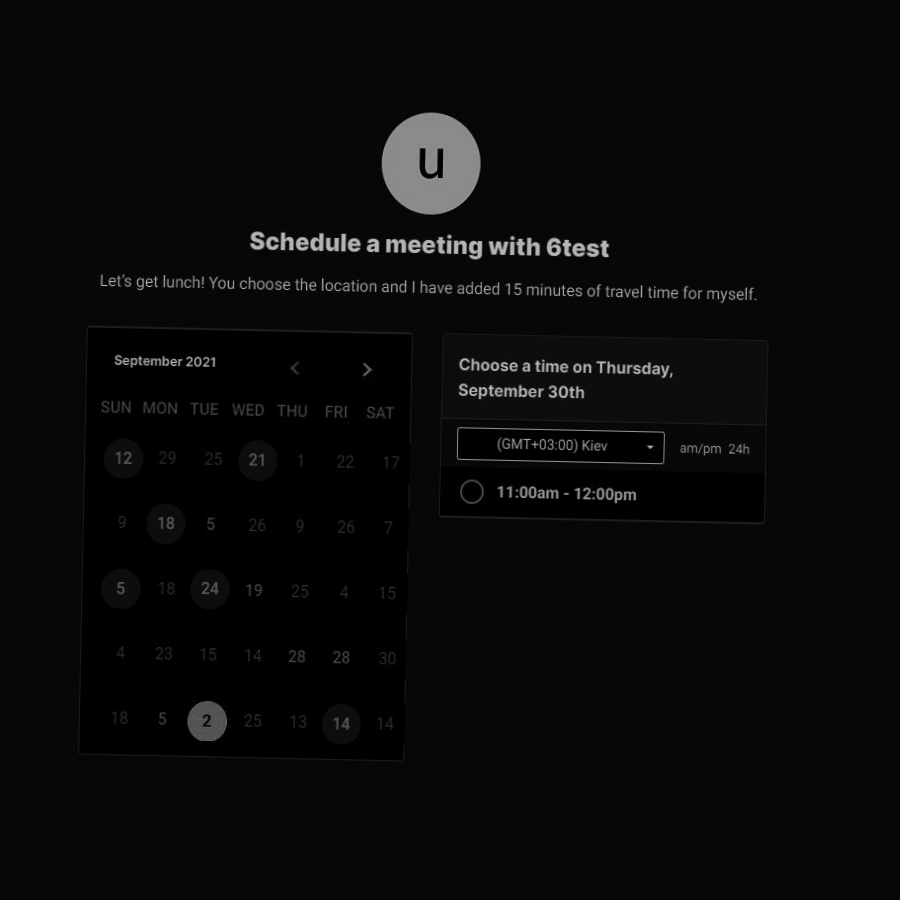 u
Schedule a meeting with 6test
Let's get lunch! You choose the location and I have added 15 minutes of travel time for myself.
September 2021
SUN MON TUE WED THU FRI SAT
12 29 25 21 1 22 17
9 18 5 26 9 26 7
5 18 24 19 25 4 15
4 23 15 14 28 28 30
18 5 2 25 13 14 14
Choose a time on Thursday,
September 30th
(GMT+03:00) Kiev am/pm 24h
11:00am - 12:00pm